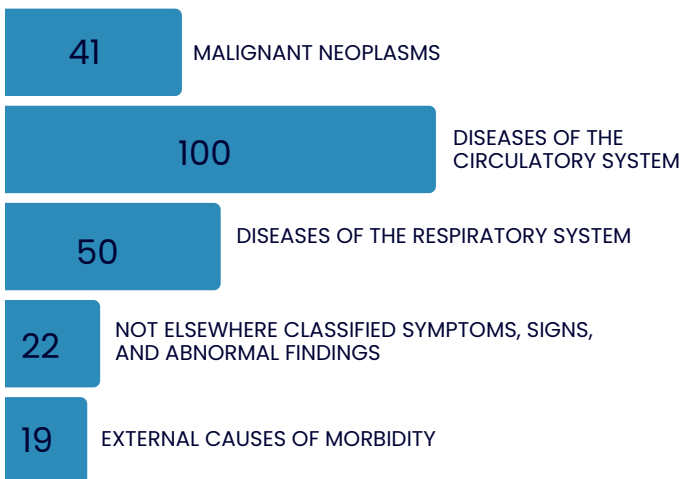 41
MALIGNANT NEOPLASMS
100
DISEASES OF THE
CIRCULATORY SYSTEM
50
DISEASES OF THE RESPIRATORY SYSTEM
22
NOT ELSEWHERE CLASSIFIED SYMPTOMS, SIGNS,
AND ABNORMAL FINDINGS
19
EXTERNAL CAUSES OF MORBIDITY